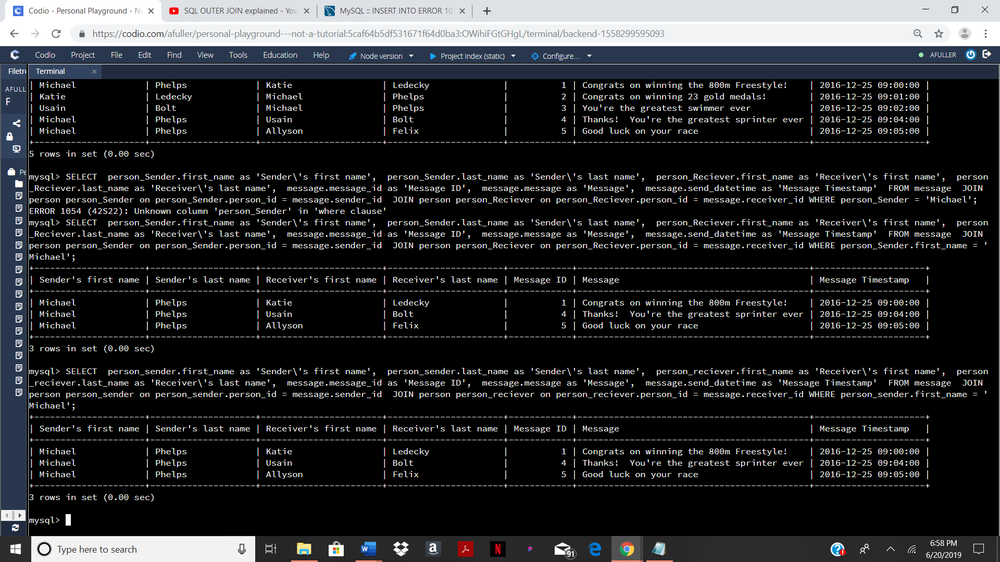 Codio - Personal Playground - No
SQL OUTER JOIN explained - You
MySQL :: INSERT INTO ERROR 10
https://codio.com/afuller/personal-playground---not-a-tutorial:5caf64b5df531671f64d0ba3:OWihiFGtGHgL/terminal/backend-1558299595093
Codio Project File Edit Find View Tools Education Help Node version Project Index (static) Configure.... AFULLER
Filetre Terminal
AFULL
P
Pe
| Michael | Phelps | Katie | Ledecky | 1 | Congrats on winning the 800m Freestyle! | 2016-12-25 09:00:00 |
| Katie | Ledecky | Michael | Phelps | 2 | Congrats on winning 23 gold medals! | 2016-12-25 09:01:00 |
| Usain | Bolt | Michael | Phelps | 3 | You're the greatest swimmer ever | 2016-12-25 09:02:00 |
| Michael | Phelps | Usain | Bolt | 4 | Thanks!  You're the greatest sprinter ever | 2016-12-25 09:04:00 |
| Michael | Phelps | Allyson | Felix | 5 | Good luck on your race | 2016-12-25 09:05:00 |
5 rows in set (0.00 sec)
mysql> SELECT  person_Sender.first_name as 'Sender\'s first name',  person_Sender.last_name as 'Sender\'s last name',  person_Reciever.first_name as 'Receiver\'s first name',  person
_Reciever.last_name as 'Receiver\'s last name',  message.message_id as 'Message ID',  message.message as 'Message',  message.send_datetime as 'Message Timestamp'  FROM message  JOIN
person person_Sender on person_Sender.person_id = message.sender_id  JOIN person person_Reciever on person_Reciever.person_id = message.receiver_id WHERE person_Sender = 'Michael';
ERROR 1054 (42S22): Unknown column 'person_Sender' in 'where clause'
mysql> SELECT  person_Sender.first_name as 'Sender\'s first name',  person_Sender.last_name as 'Sender\'s last name',  person_Reciever.first_name as 'Receiver\'s first name',  person
_Reciever.last_name as 'Receiver\'s last name',  message.message_id as 'Message ID',  message.message as 'Message',  message.send_datetime as 'Message Timestamp'  FROM message  JOIN
person person_Sender on person_Sender.person_id = message.sender_id  JOIN person person_Reciever on person_Reciever.person_id = message.receiver_id WHERE person_Sender.first_name = '
Michael';
| Sender's first name | Sender's last name | Receiver's first name | Receiver's last name | Message ID | Message | Message Timestamp |
| Michael | Phelps | Katie | Ledecky | 1 | Congrats on winning the 800m Freestyle! | 2016-12-25 09:00:00 |
| Michael | Phelps | Usain | Bolt | 4 | Thanks!  You're the greatest sprinter ever | 2016-12-25 09:04:00 |
| Michael | Phelps | Allyson | Felix | 5 | Good luck on your race | 2016-12-25 09:05:00 |
3 rows in set (0.00 sec)
mysql> SELECT  person_sender.first_name as 'Sender\'s first name',  person_sender.last_name as 'Sender\'s last name',  person_reciever.first_name as 'Receiver\'s first name',  person
_reciever.last_name as 'Receiver\'s last name',  message.message_id as 'Message ID',  message.message as 'Message',  message.send_datetime as 'Message Timestamp'  FROM message  JOIN
person person_sender on person_sender.person_id = message.sender_id  JOIN person person_reciever on person_reciever.person_id = message.receiver_id WHERE person_sender.first_name = '
Michael';
| Sender's first name | Sender's last name | Receiver's first name | Receiver's last name | Message ID | Message | Message Timestamp |
| Michael | Phelps | Katie | Ledecky | 1 | Congrats on winning the 800m Freestyle! | 2016-12-25 09:00:00 |
| Michael | Phelps | Usain | Bolt | 4 | Thanks!  You're the greatest sprinter ever | 2016-12-25 09:04:00 |
| Michael | Phelps | Allyson | Felix | 5 | Good luck on your race | 2016-12-25 09:05:00 |
3 rows in set (0.00 sec)
mysql>
Type here to search
91
6:58 PM
6/20/2019